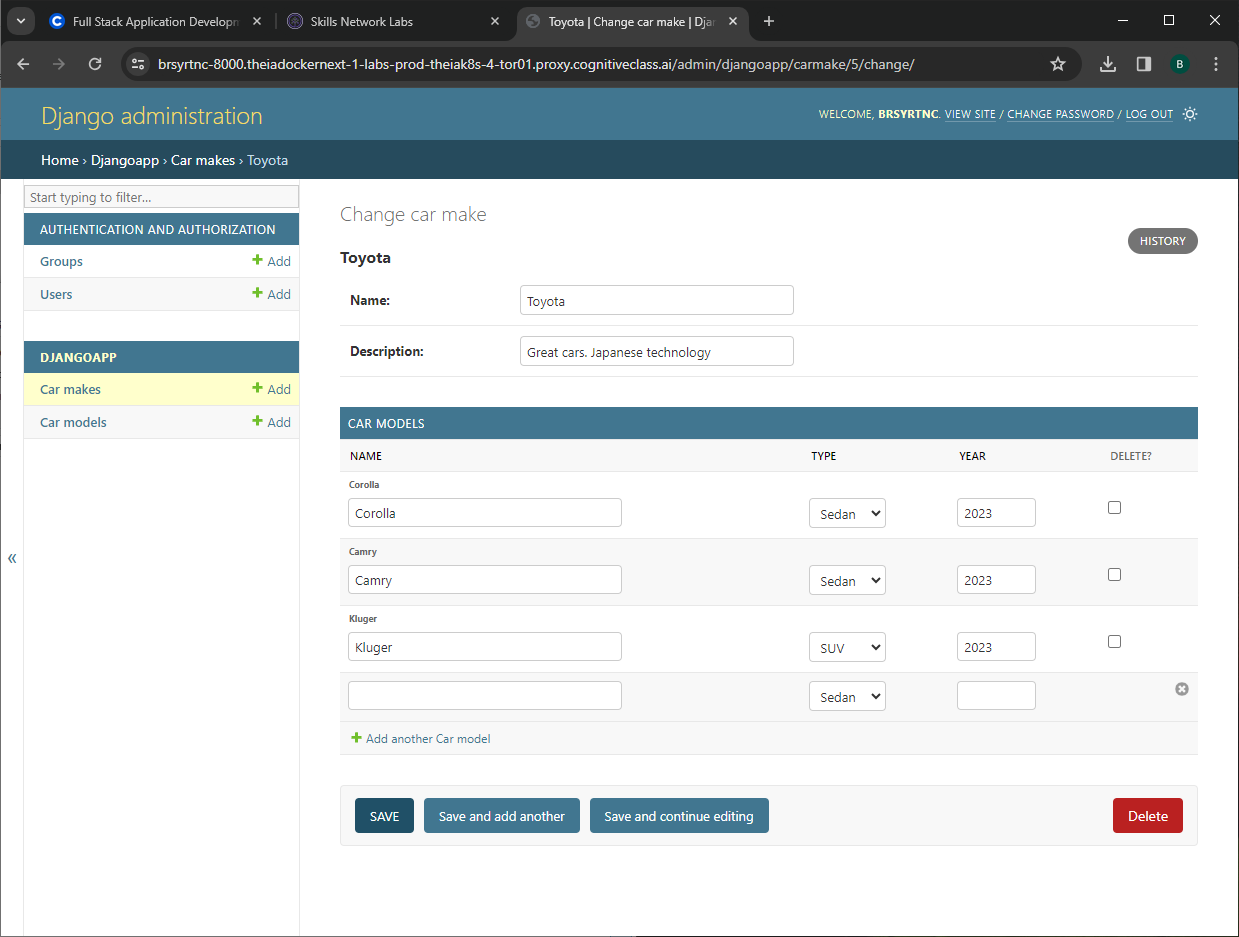 Full Stack Application Developm
Skills Network Labs
Toyota | Change car make | Djan
brsyrtnc-8000.theiadockernext-1-labs-prod-theiak8s-4-tor01.proxy.cognitiveclass.ai/admin/djangoapp/carmake/5/change/
B
Django administration
WELCOME, BRSYRTNC. VIEW SITE / CHANGE PASSWORD / LOG OUT
Home › Djangoapp › Car makes › Toyota
Start typing to filter...
AUTHENTICATION AND AUTHORIZATION
Groups + Add
Users + Add
DJANGOAPP
Car makes + Add
Car models + Add
«
Change car make
HISTORY
Toyota
Name: Toyota
Description: Great cars. Japanese technology
CAR MODELS
NAME TYPE YEAR DELETE?
Corolla
Corolla Sedan 2023
Camry
Camry Sedan 2023
Kluger
Kluger SUV 2023
Sedan
+ Add another Car model
SAVE Save and add another Save and continue editing Delete